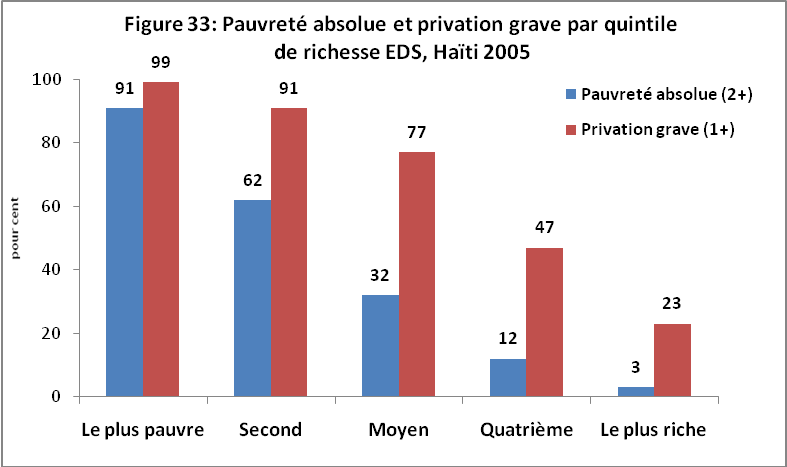 Figure 33: Pauvreté absolue et privation grave par quintile
de richesse EDS, Haïti 2005
pour cent
100
80
60
40
20
0
91
99
62
91
32
77
12
47
3
23
Pauvreté absolue (2+)
Privation grave (1+)
Le plus pauvre
Second
Moyen
Quatrième
Le plus riche